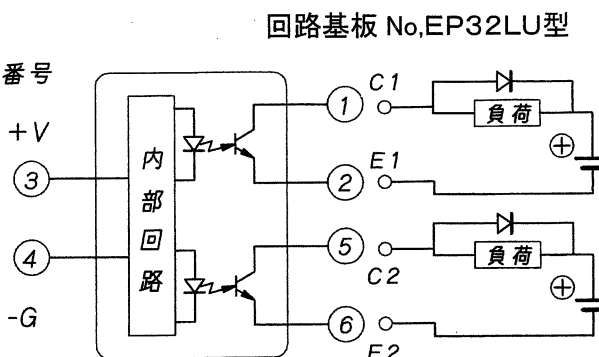 回路基板 No,EP32LU型
番号
+V
③
④
-G
内部回路
①
②
⑤
⑥
C1
E1
C2
E2
負荷
⊕
負荷
⊕